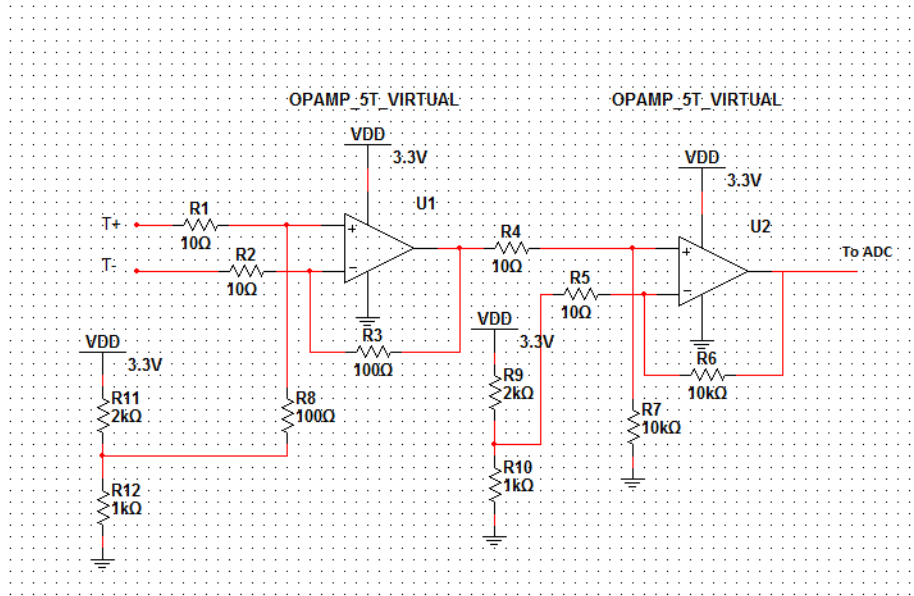 OPAMP_5T_VIRTUAL
OPAMP_5T_VIRTUAL
VDD
3.3V
VDD
3.3V
U1
U2
T+
R1
10Ω
+
T-
R2
10Ω
−
R4
10Ω
+
To ADC
R5
10Ω
−
VDD
3.3V
R3
100Ω
VDD
3.3V
R6
10kΩ
R11
2kΩ
R8
100Ω
R9
2kΩ
R7
10kΩ
R12
1kΩ
R10
1kΩ